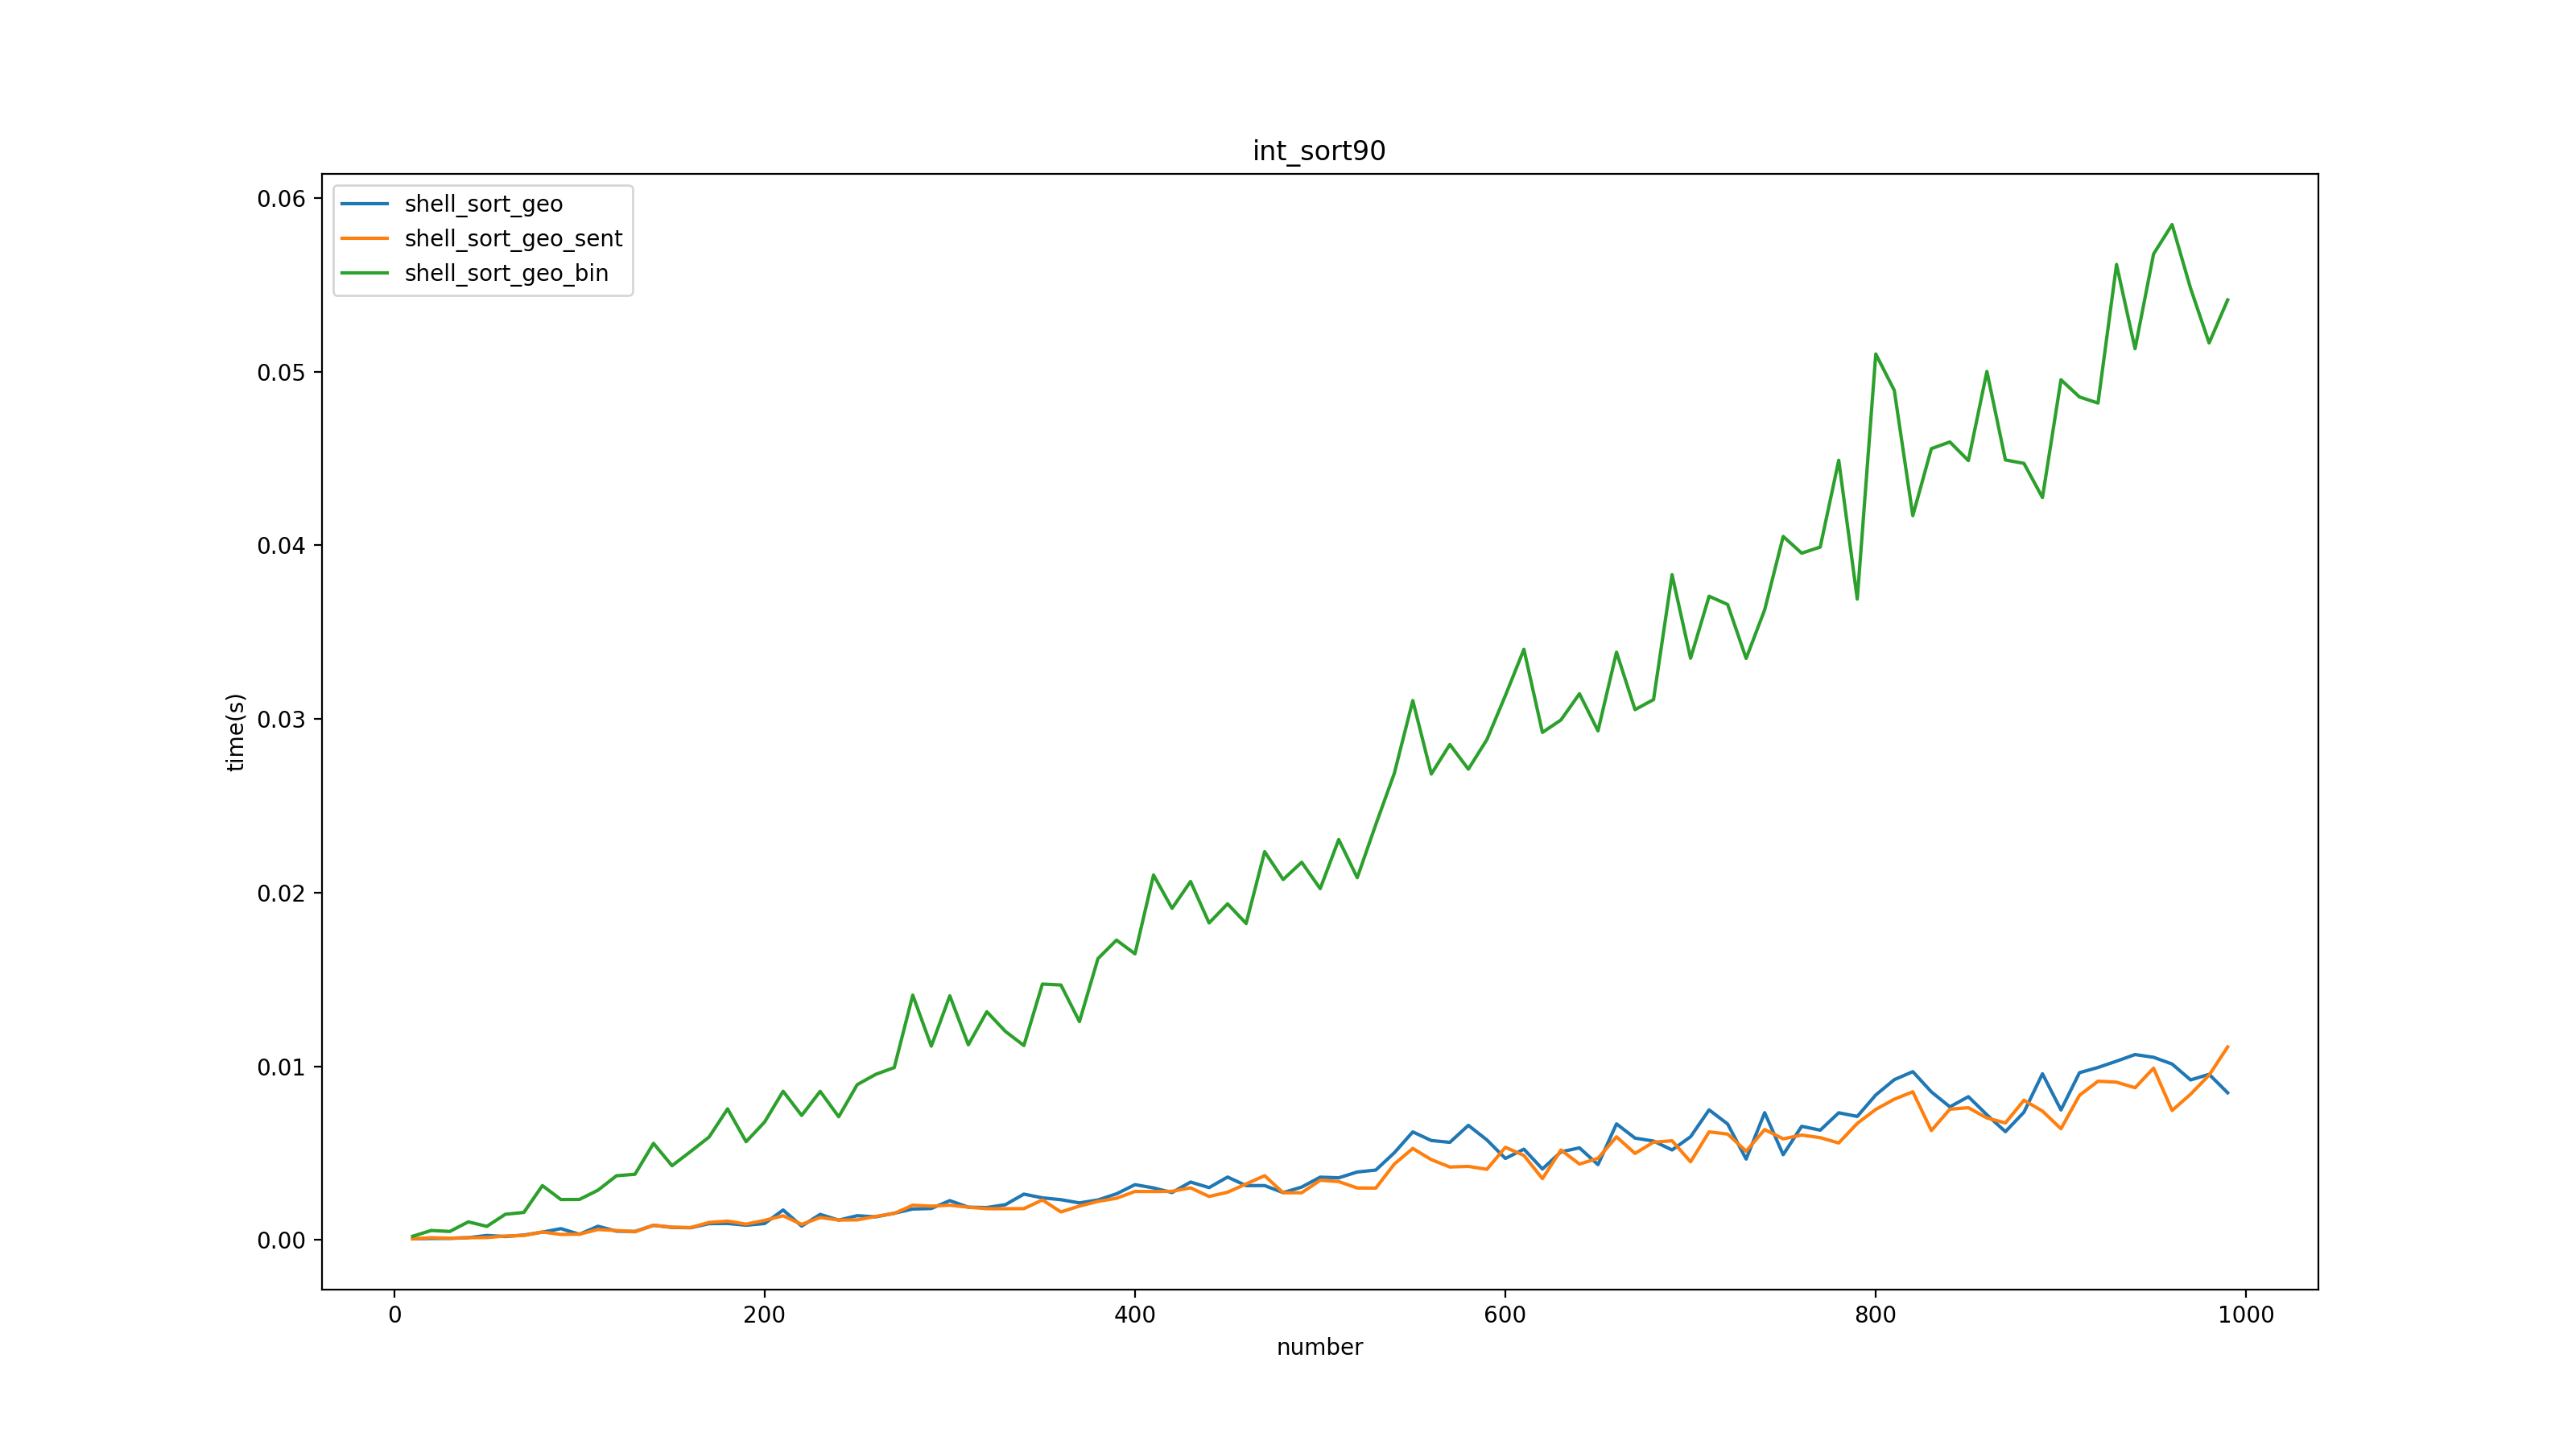 int_sort90
shell_sort_geo
shell_sort_geo_sent
shell_sort_geo_bin
0.06
0.05
0.04
0.03
0.02
0.01
0.00
time(s)
0 200 400 600 800 1000
number